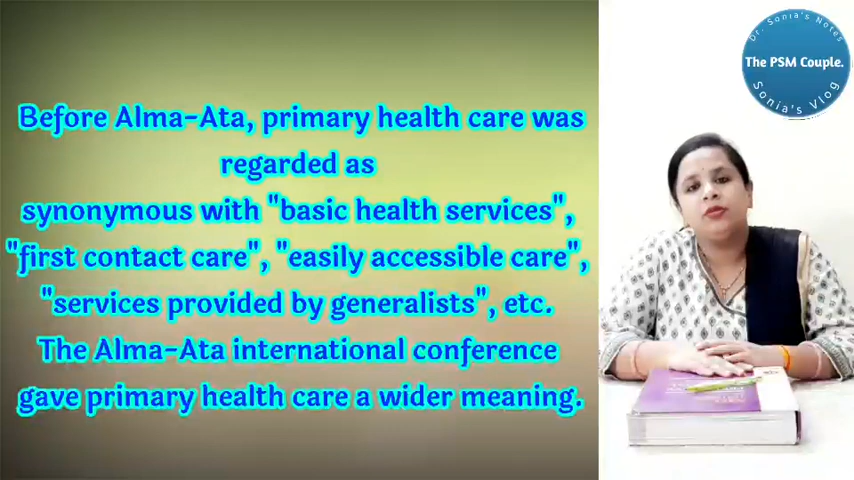 Before Alma-Ata, primary health care was
regarded as
synonymous with "basic health services",
"first contact care", "easily accessible care",
"services provided by generalists", etc.
The Alma-Ata international conference
gave primary health care a wider meaning.
Dr. Sonia's Notes
The PSM Couple.
Sonia's Vlog